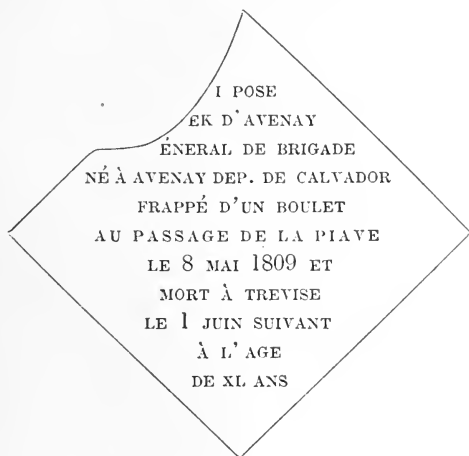 I POSE
EK D'AVENAY
ÉNERAL DE BRIGADE
NÉ À AVENAY DEP. DE CALVADOR
FRAPPÉ D'UN BOULET
AU PASSAGE DE LA PIAVE
LE 8 MAI 1809 ET
MORT À TREVISE
LE 1 JUIN SUIVANT
À L'AGE
DE XL ANS